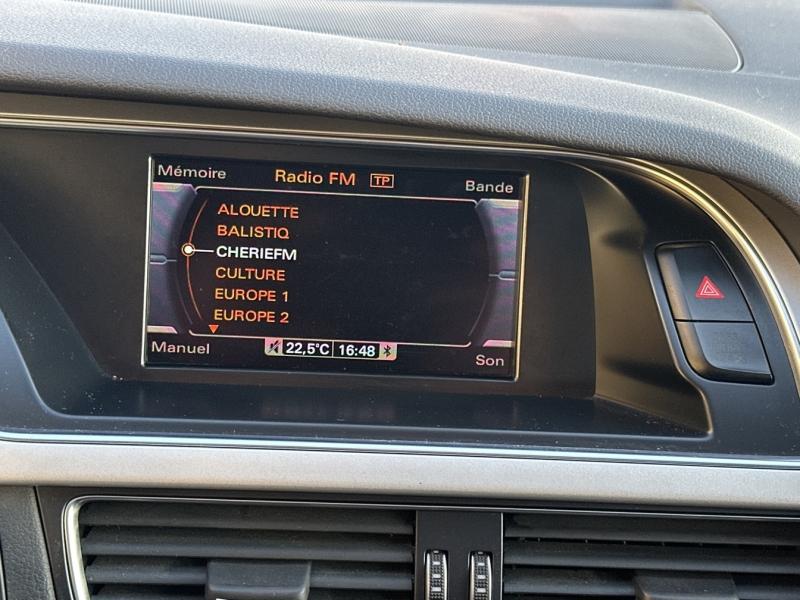 Mémoire Radio FM TP Bande
ALOUETTE
BALISTIQ
CHERIEFM
CULTURE
EUROPE 1
EUROPE 2
Manuel 22,5°C 16:48 Son